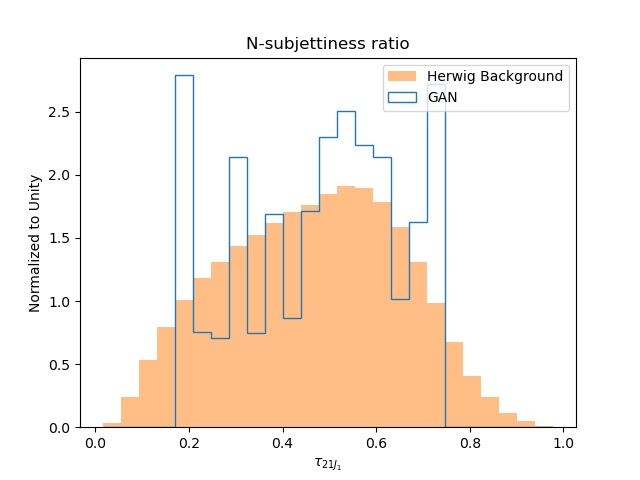 N-subjettiness ratio
Herwig Background
GAN
Normalized to Unity
2.5
2.0
1.5
1.0
0.5
0.0
0.0 0.2 0.4 0.6 0.8 1.0
τ₂₁J₁